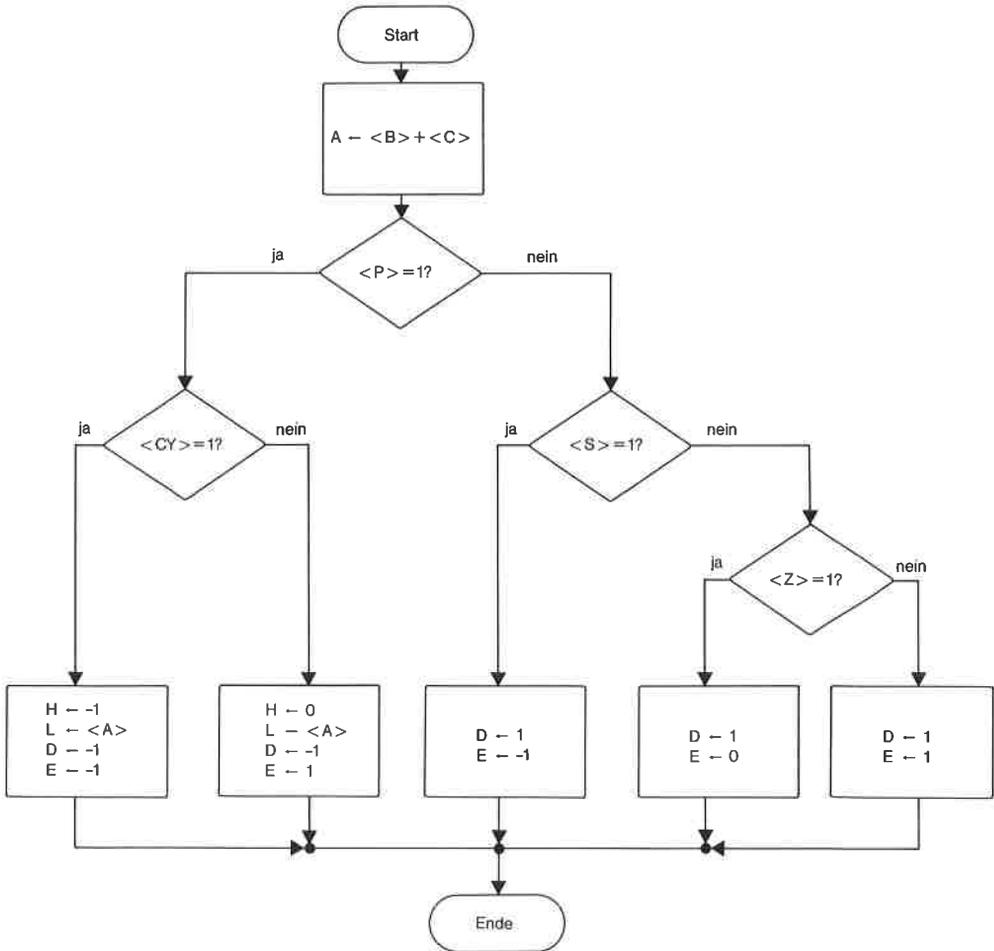 Start
A ← <B> + <C>
ja
nein
<P> = 1?
ja
nein
<CY> = 1?
ja
nein
<S> = 1?
ja
nein
<Z> = 1?
H ← -1
L ← <A>
D ← -1
E ← -1
H ← 0
L — <A>
D ← -1
E ← 1
D ← 1
E ← -1
D ← 1
E ← 0
D ← 1
E ← 1
Ende